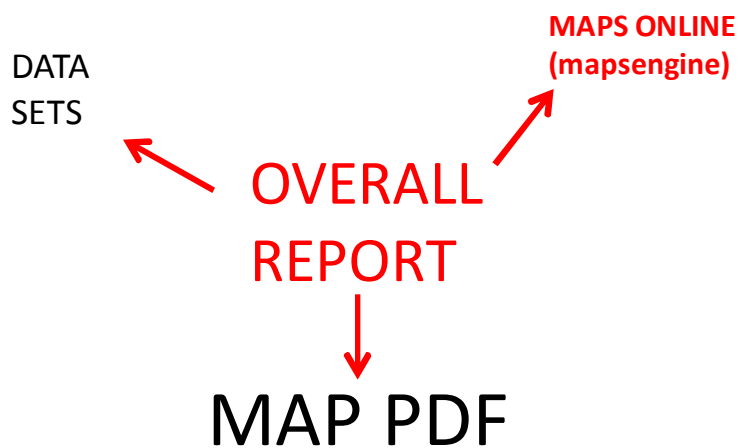 MAPS ONLINE
(mapsengine)
DATA
SETS
OVERALL
REPORT
MAP PDF